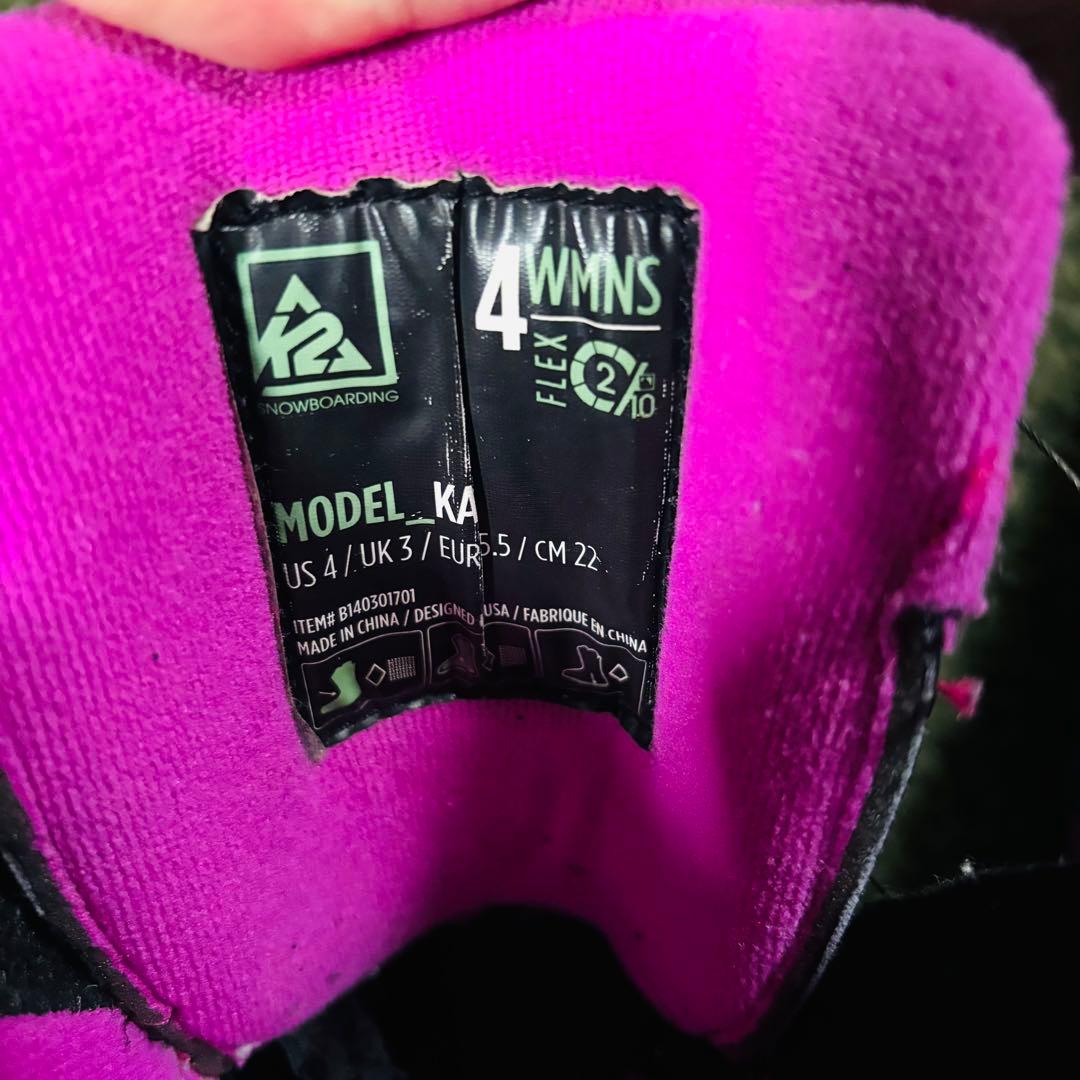 K2
SNOWBOARDING
4 WMNS
FLEX 2/10
MODEL_KA
US 4 / UK 3 / EUR 5.5 / CM 22
ITEM# B140301701
MADE IN CHINA / DESIGNED USA / FABRIQUE EN CHINA